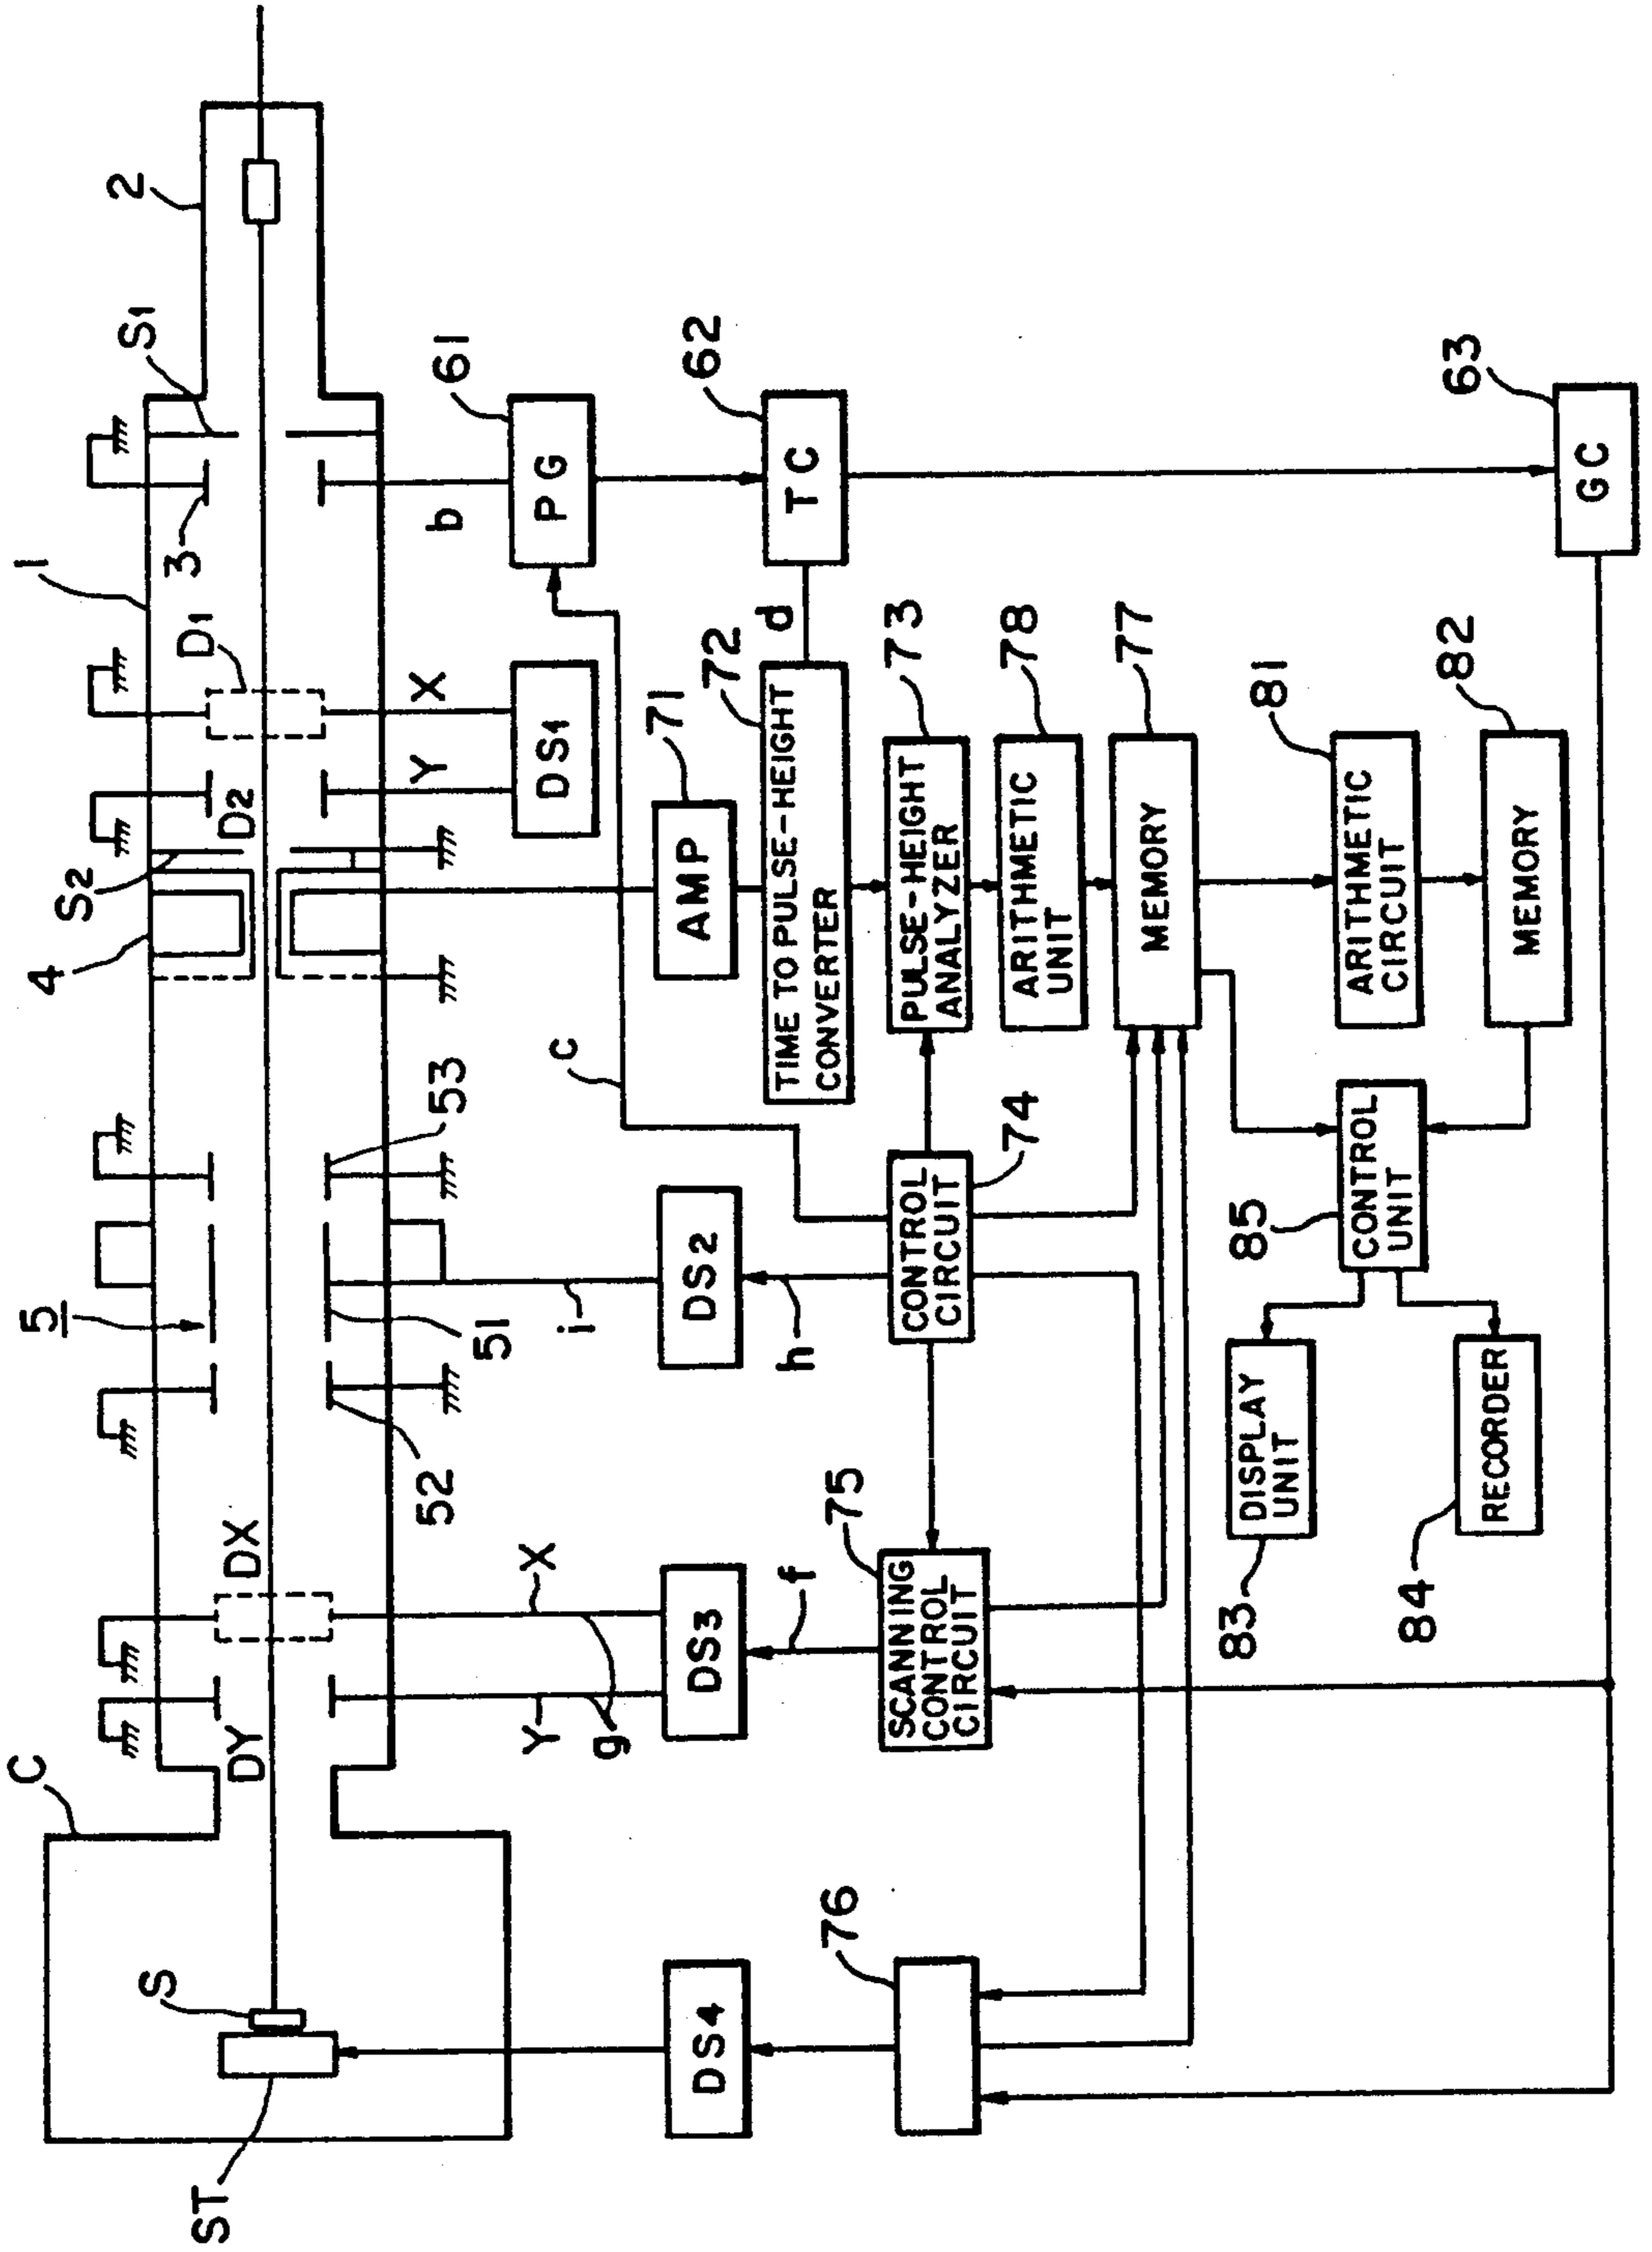 C
S
ST
DY
DX
5
52
51
53
4
S2
D2
D1
1
3
S1
2
Y
X
g
i
Y
X
b
DS4
DS3
f
DS2
h
c
AMP
71
DS1
PG
61
76
SCANNING
CONTROL
CIRCUIT
75
CONTROL
CIRCUIT
74
TIME TO PULSE-HEIGHT
CONVERTER
72
d
TC
62
PULSE-HEIGHT
ANALYZER
73
ARITHMETIC
UNIT
78
MEMORY
77
DISPLAY
UNIT
83
RECORDER
84
CONTROL
UNIT
85
ARITHMETIC
CIRCUIT
81
MEMORY
82
GC
63